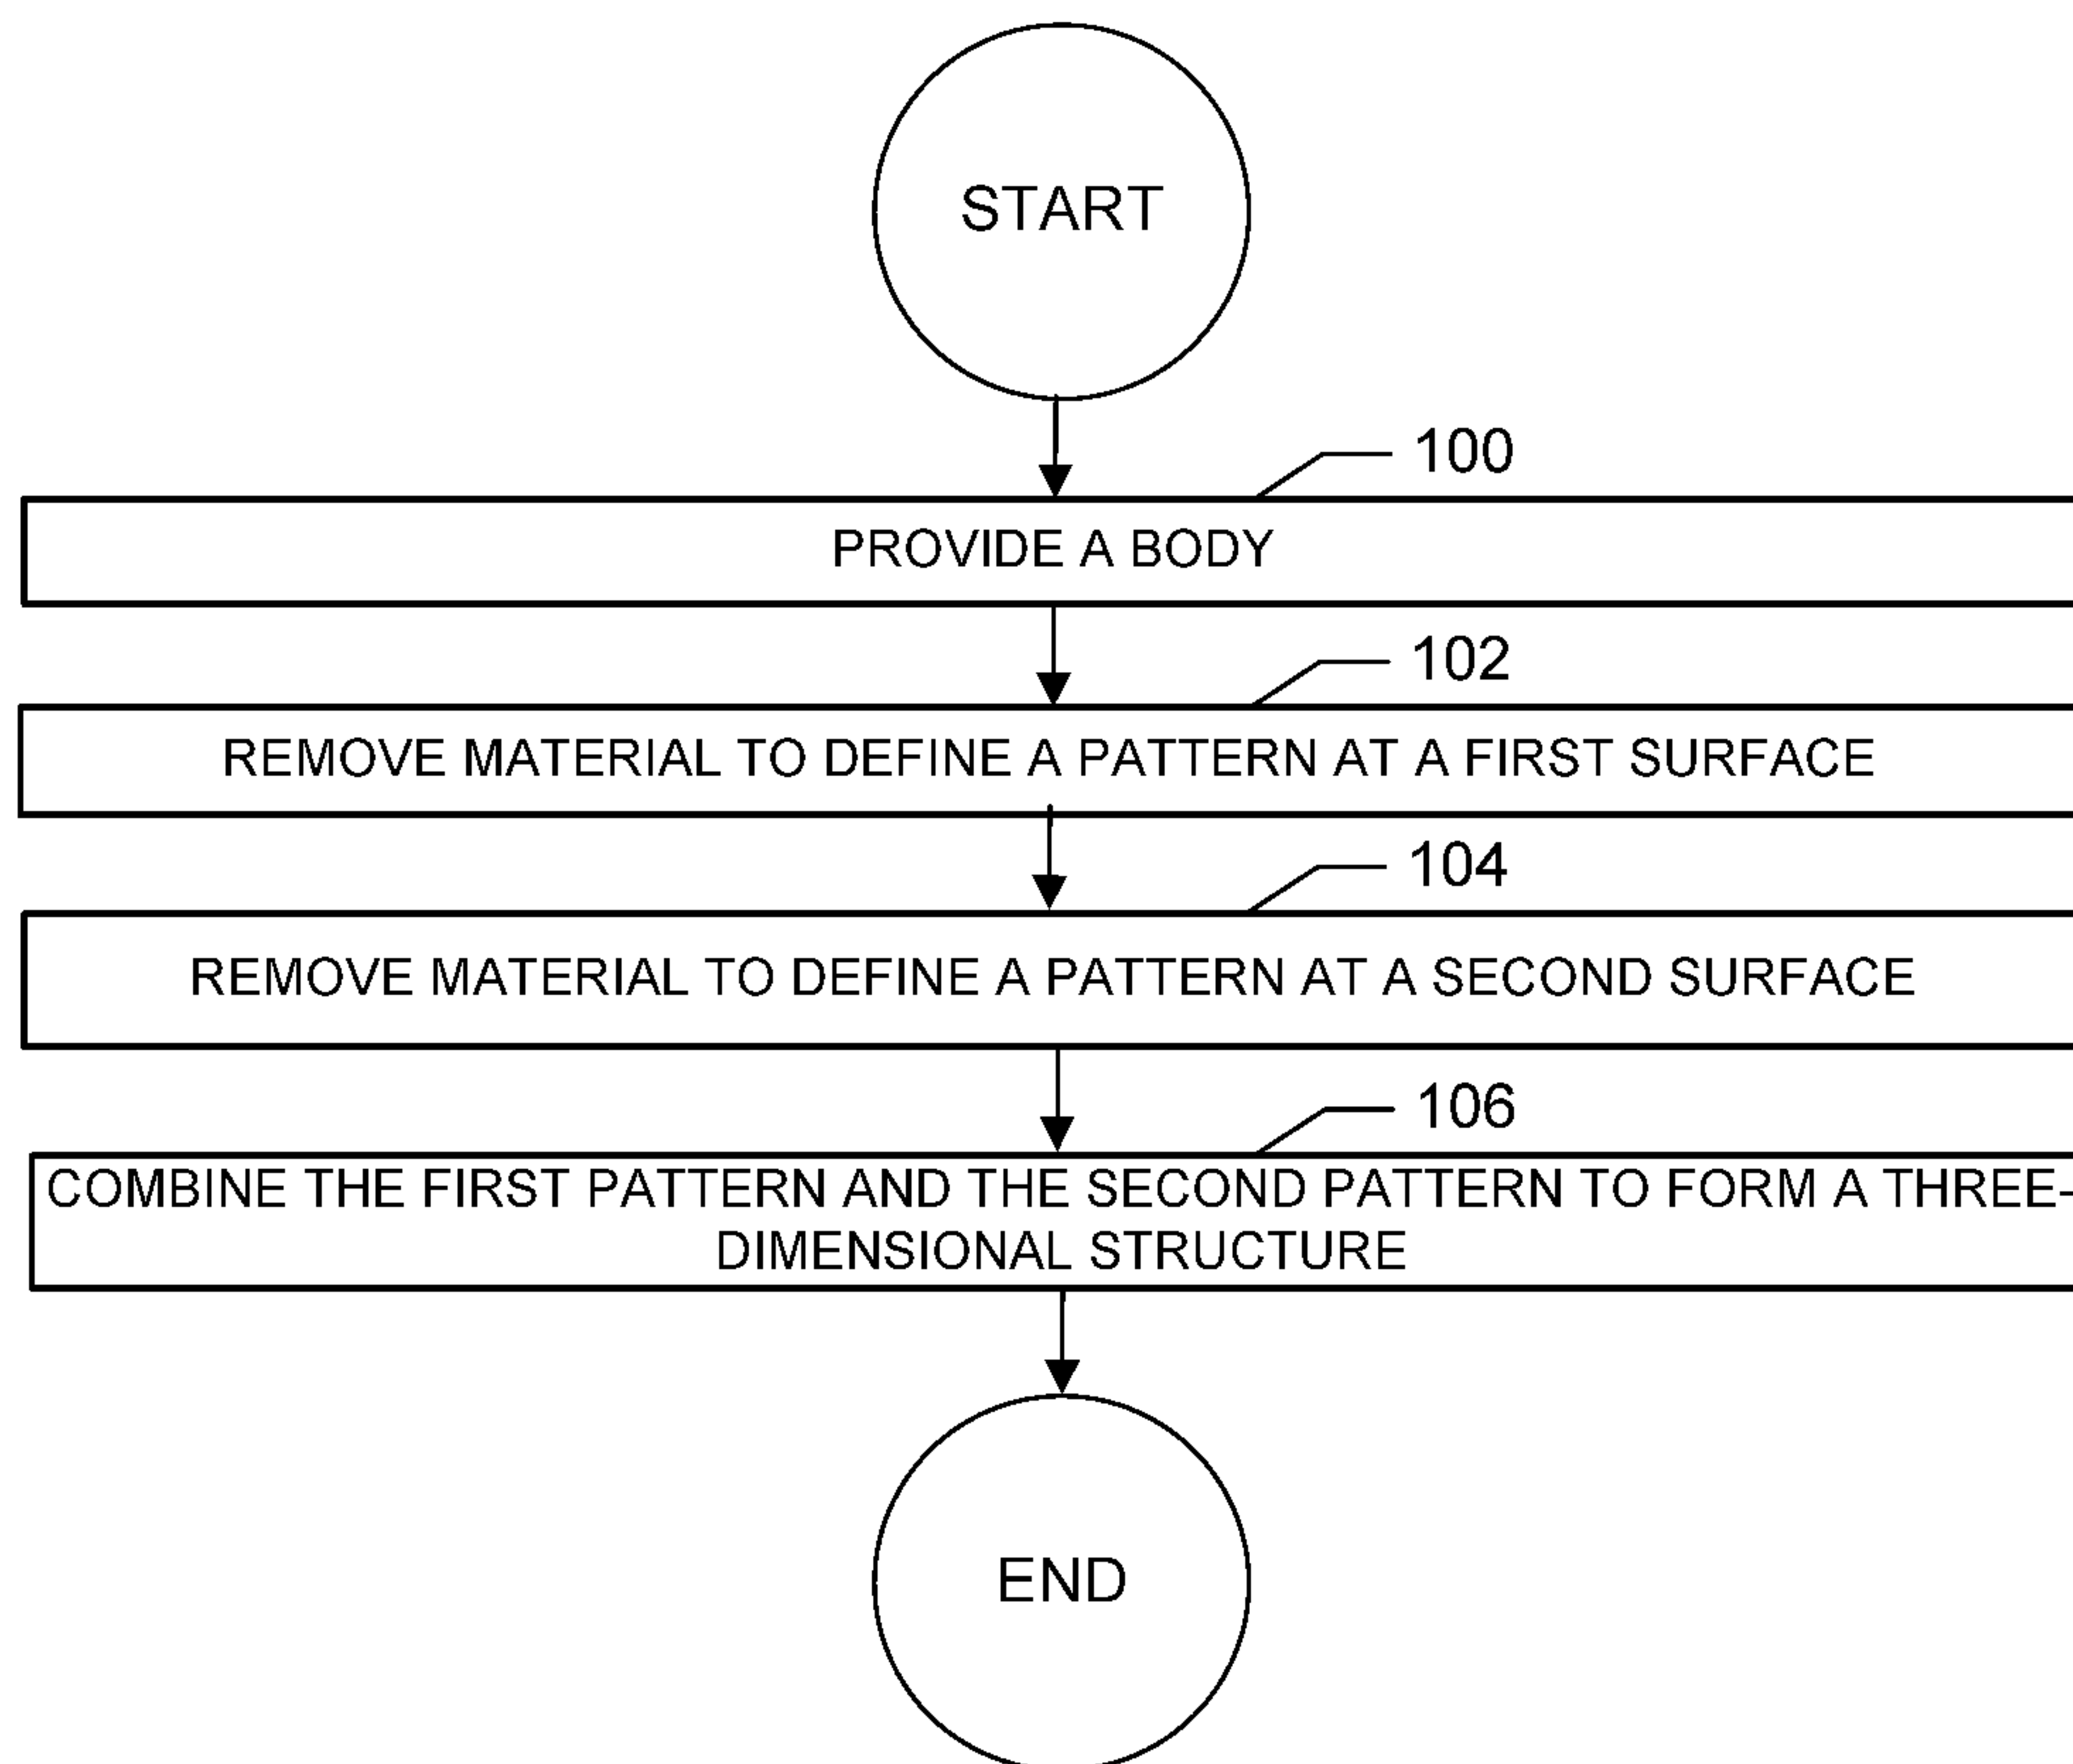 START
100
PROVIDE A BODY
102
REMOVE MATERIAL TO DEFINE A PATTERN AT A FIRST SURFACE
104
REMOVE MATERIAL TO DEFINE A PATTERN AT A SECOND SURFACE
106
COMBINE THE FIRST PATTERN AND THE SECOND PATTERN TO FORM A THREE-
DIMENSIONAL STRUCTURE
END